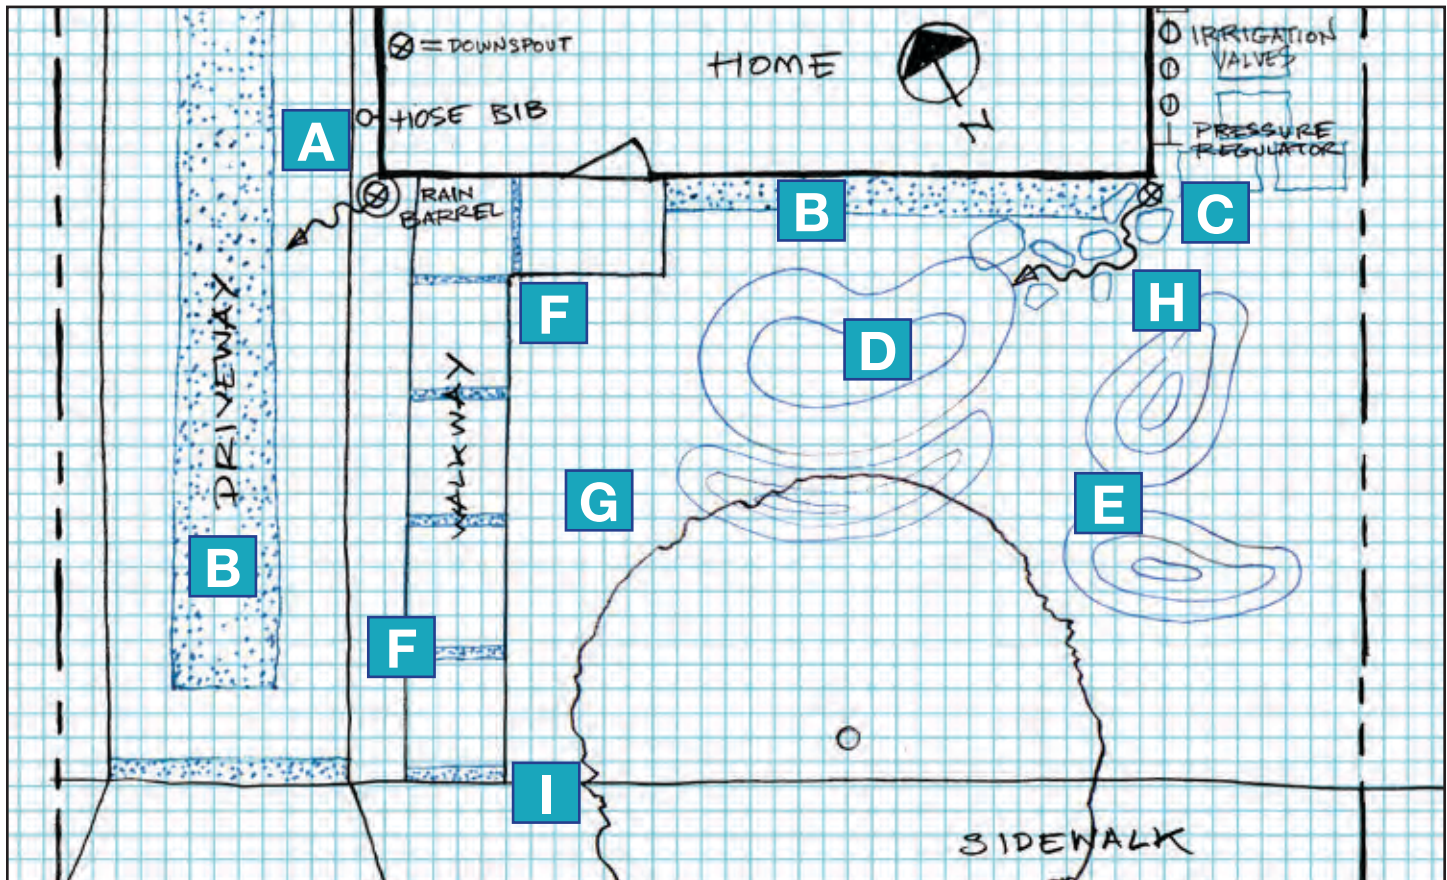 = DOWNSPOUT
HOME
IRRIGATION
VALVES
A
HOSE BIB
N
PRESSURE
REGULATOR
RAIN
BARREL
B
C
DRIVEWAY
F
H
D
WALKWAY
G
E
B
F
I
SIDEWALK